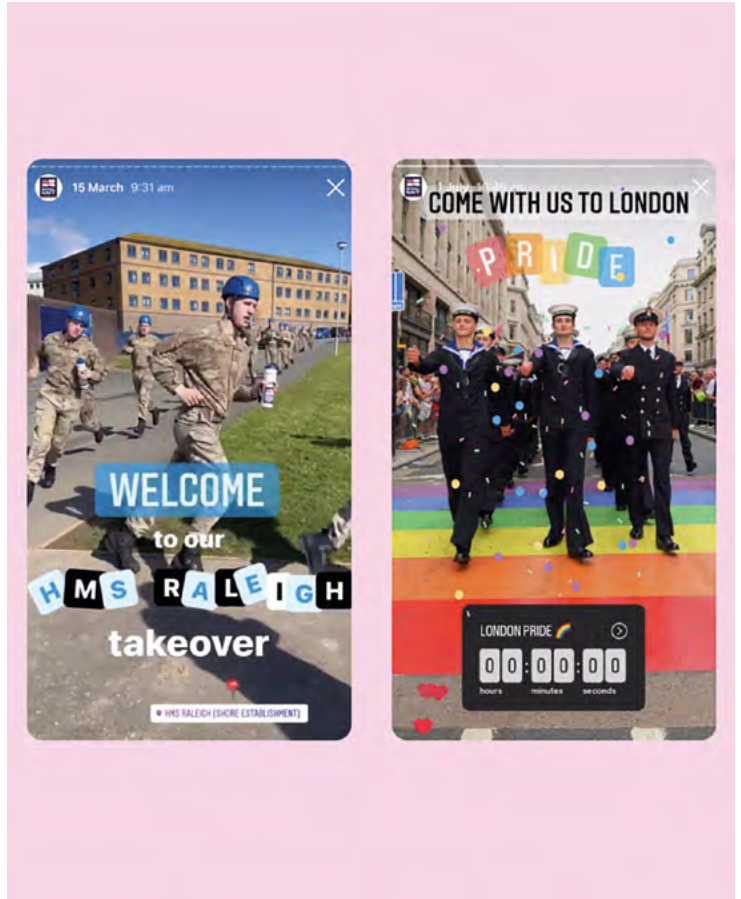 15 March 9:31 am
WELCOME
to our
HMS RALEIGH
takeover
HMS RALEIGH (SHORE ESTABLISHMENT)
COME WITH US TO LONDON
PRIDE
LONDON PRIDE 🌈
00:00:00
hours minutes seconds